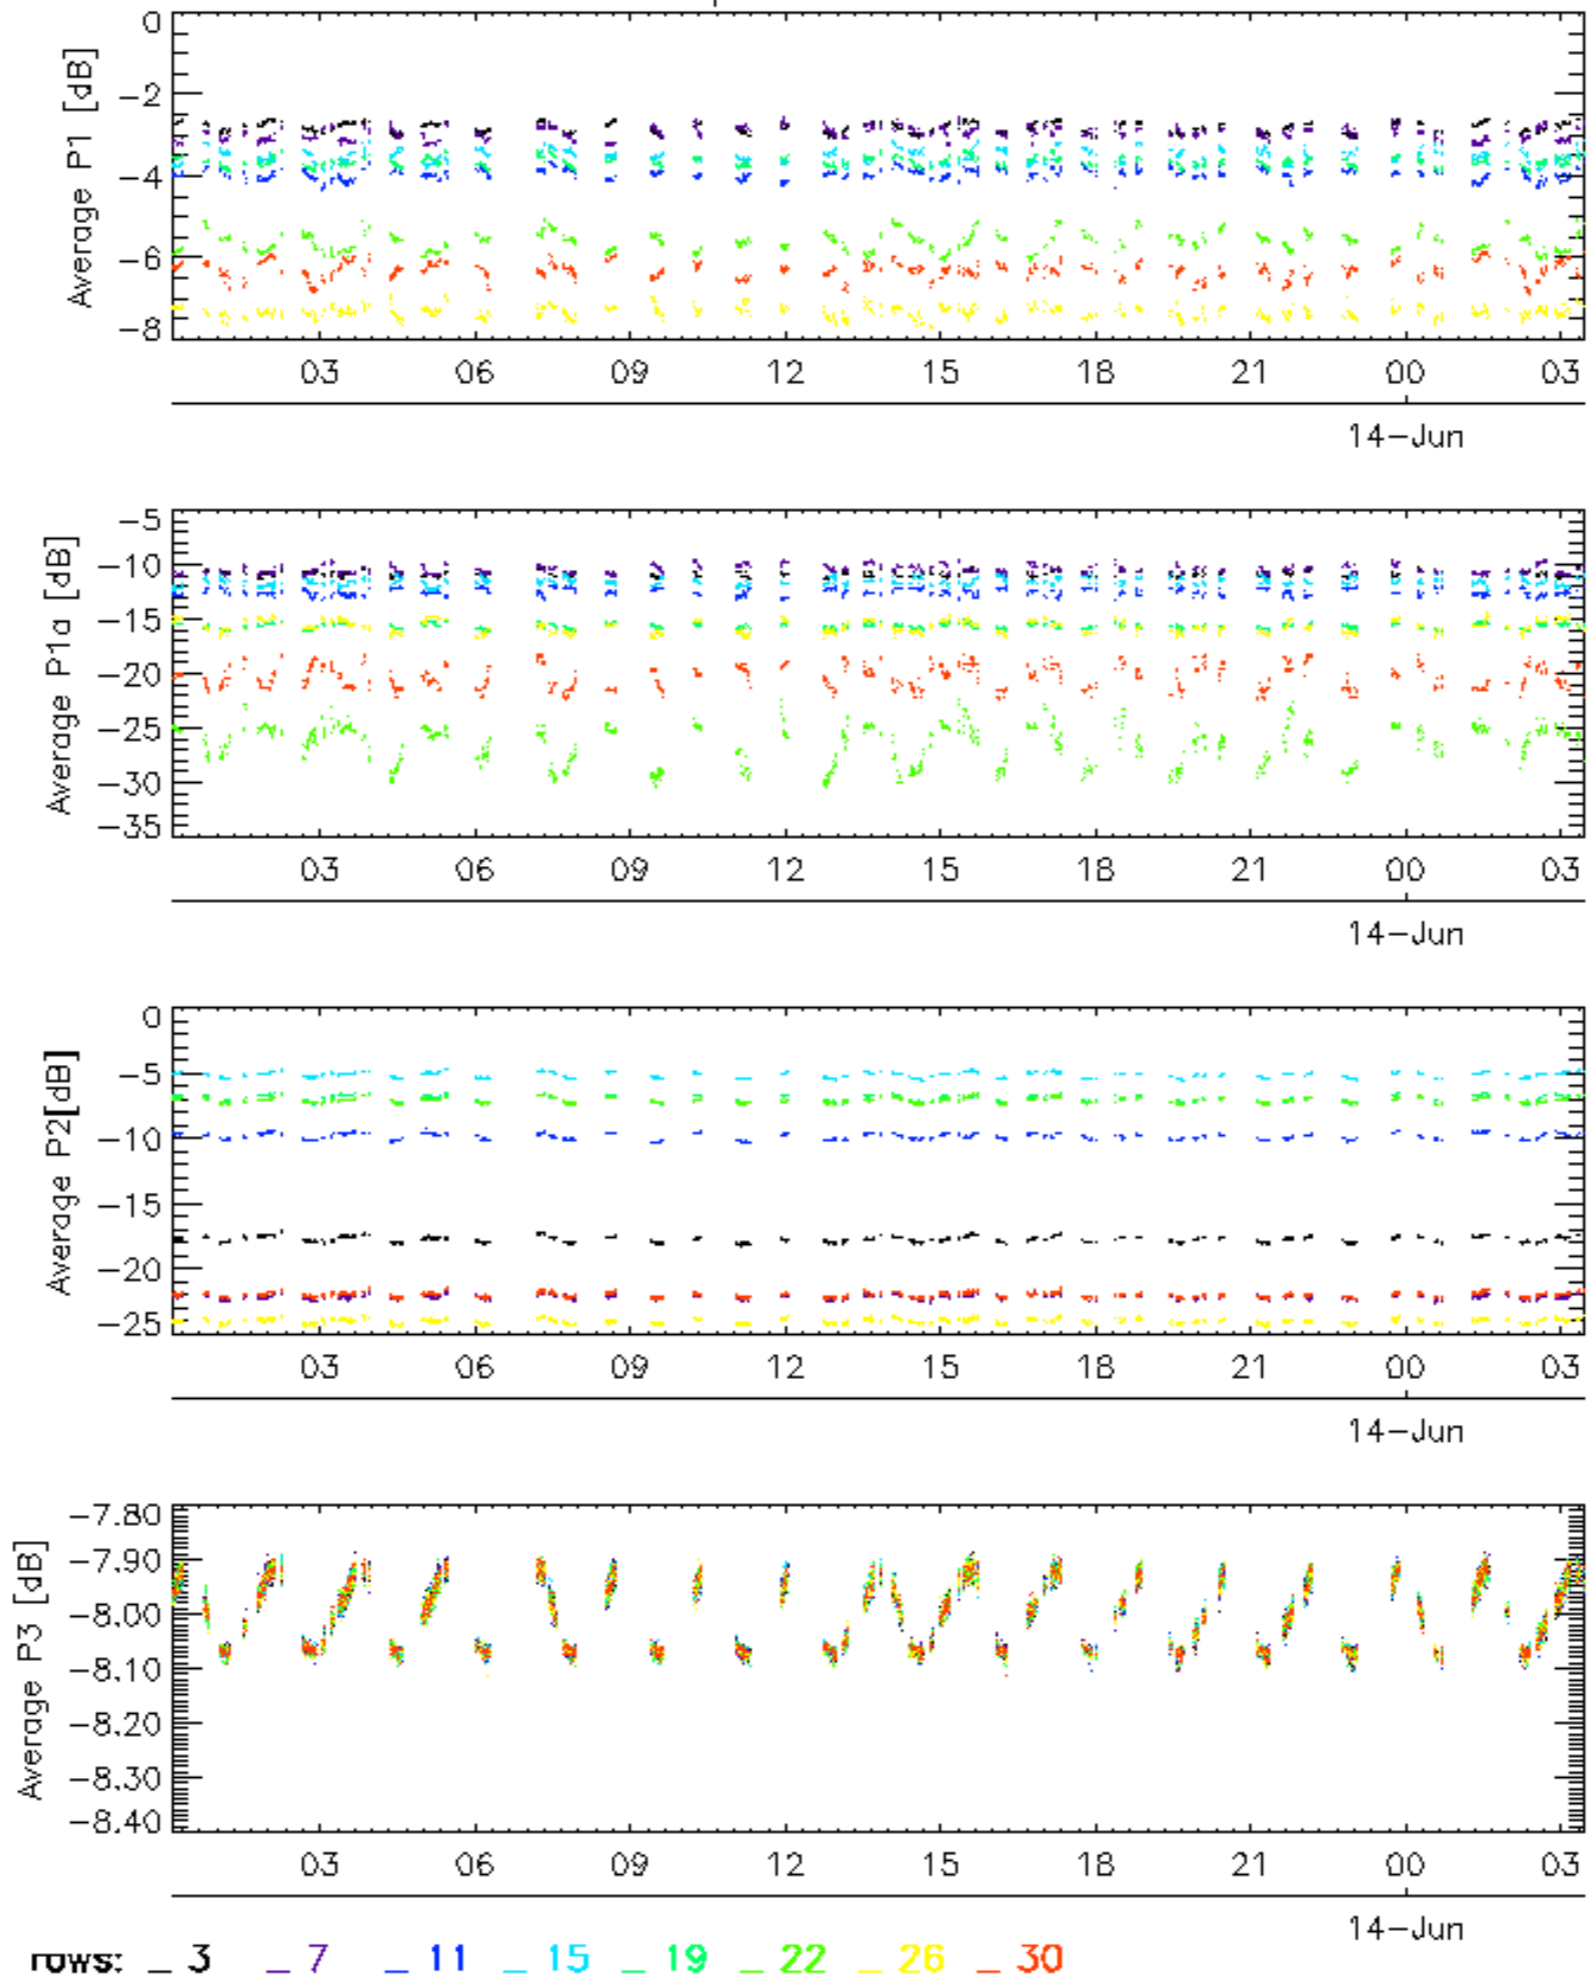 Average P1 [dB]
0
-2
-4
-6
-8
03 06 09 12 15 18 21 00 03
14-Jun
Average P1a [dB]
-5
-10
-15
-20
-25
-30
-35
03 06 09 12 15 18 21 00 03
14-Jun
Average P2[dB]
0
-5
-10
-15
-20
-25
03 06 09 12 15 18 21 00 03
14-Jun
Average P3 [dB]
-7.80
-7.90
-8.00
-8.10
-8.20
-8.30
-8.40
03 06 09 12 15 18 21 00 03
14-Jun
rows: _ 3 _ 7 _ 11 _ 15 _ 19 _ 22 _ 26 _ 30